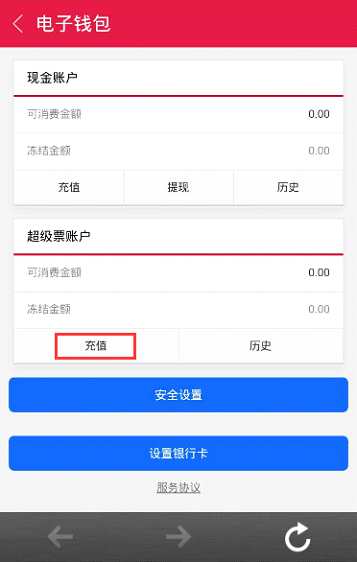 电子钱包
现金账户
可消费金额 0.00
冻结金额 0.00
充值 提现 历史
超级票账户
可消费金额 0.00
冻结金额 0.00
充值 历史
安全设置
设置银行卡
服务协议